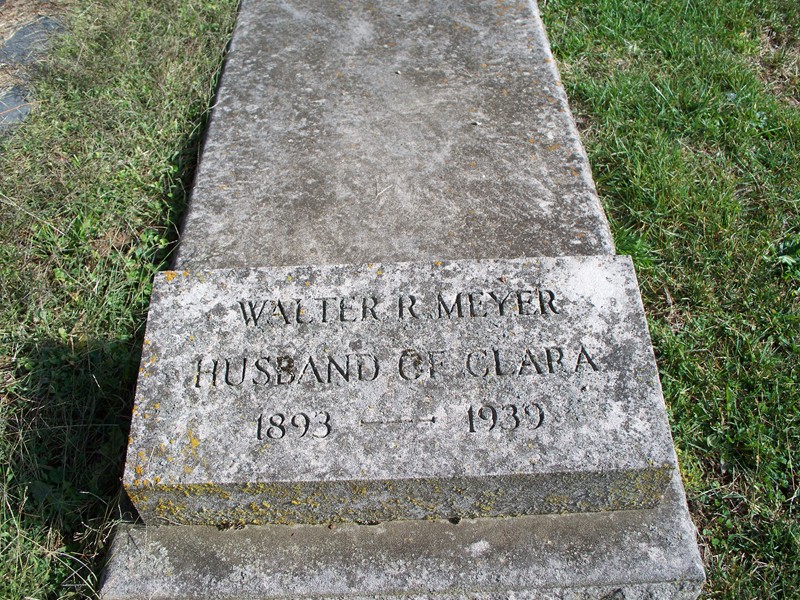 WALTER R. MEYER
HUSBAND OF CLARA
1893 — 1939